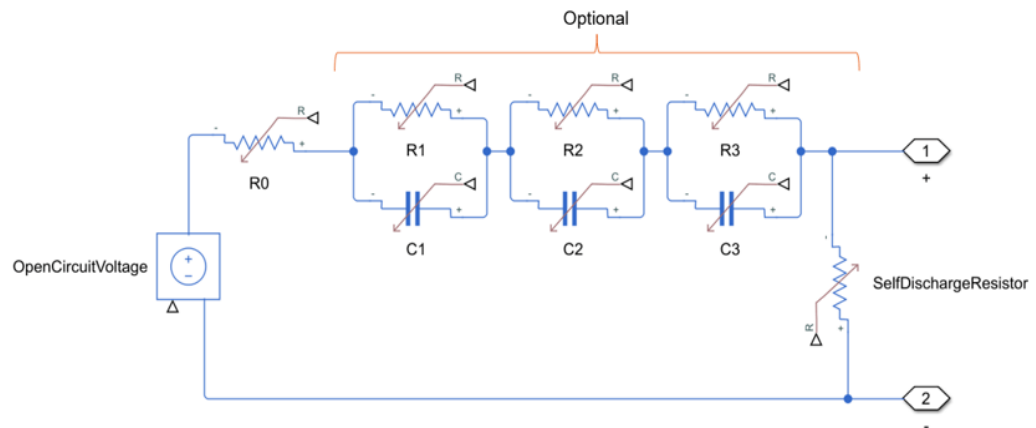 Optional
R
R
R
R
-
+
-
+
-
+
-
+
R0
R1
R2
R3
1
+
C
C
C
-
+
-
+
-
+
C1
C2
C3
OpenCircuitVoltage
+
-
-
SelfDischargeResistor
R
+
2
-